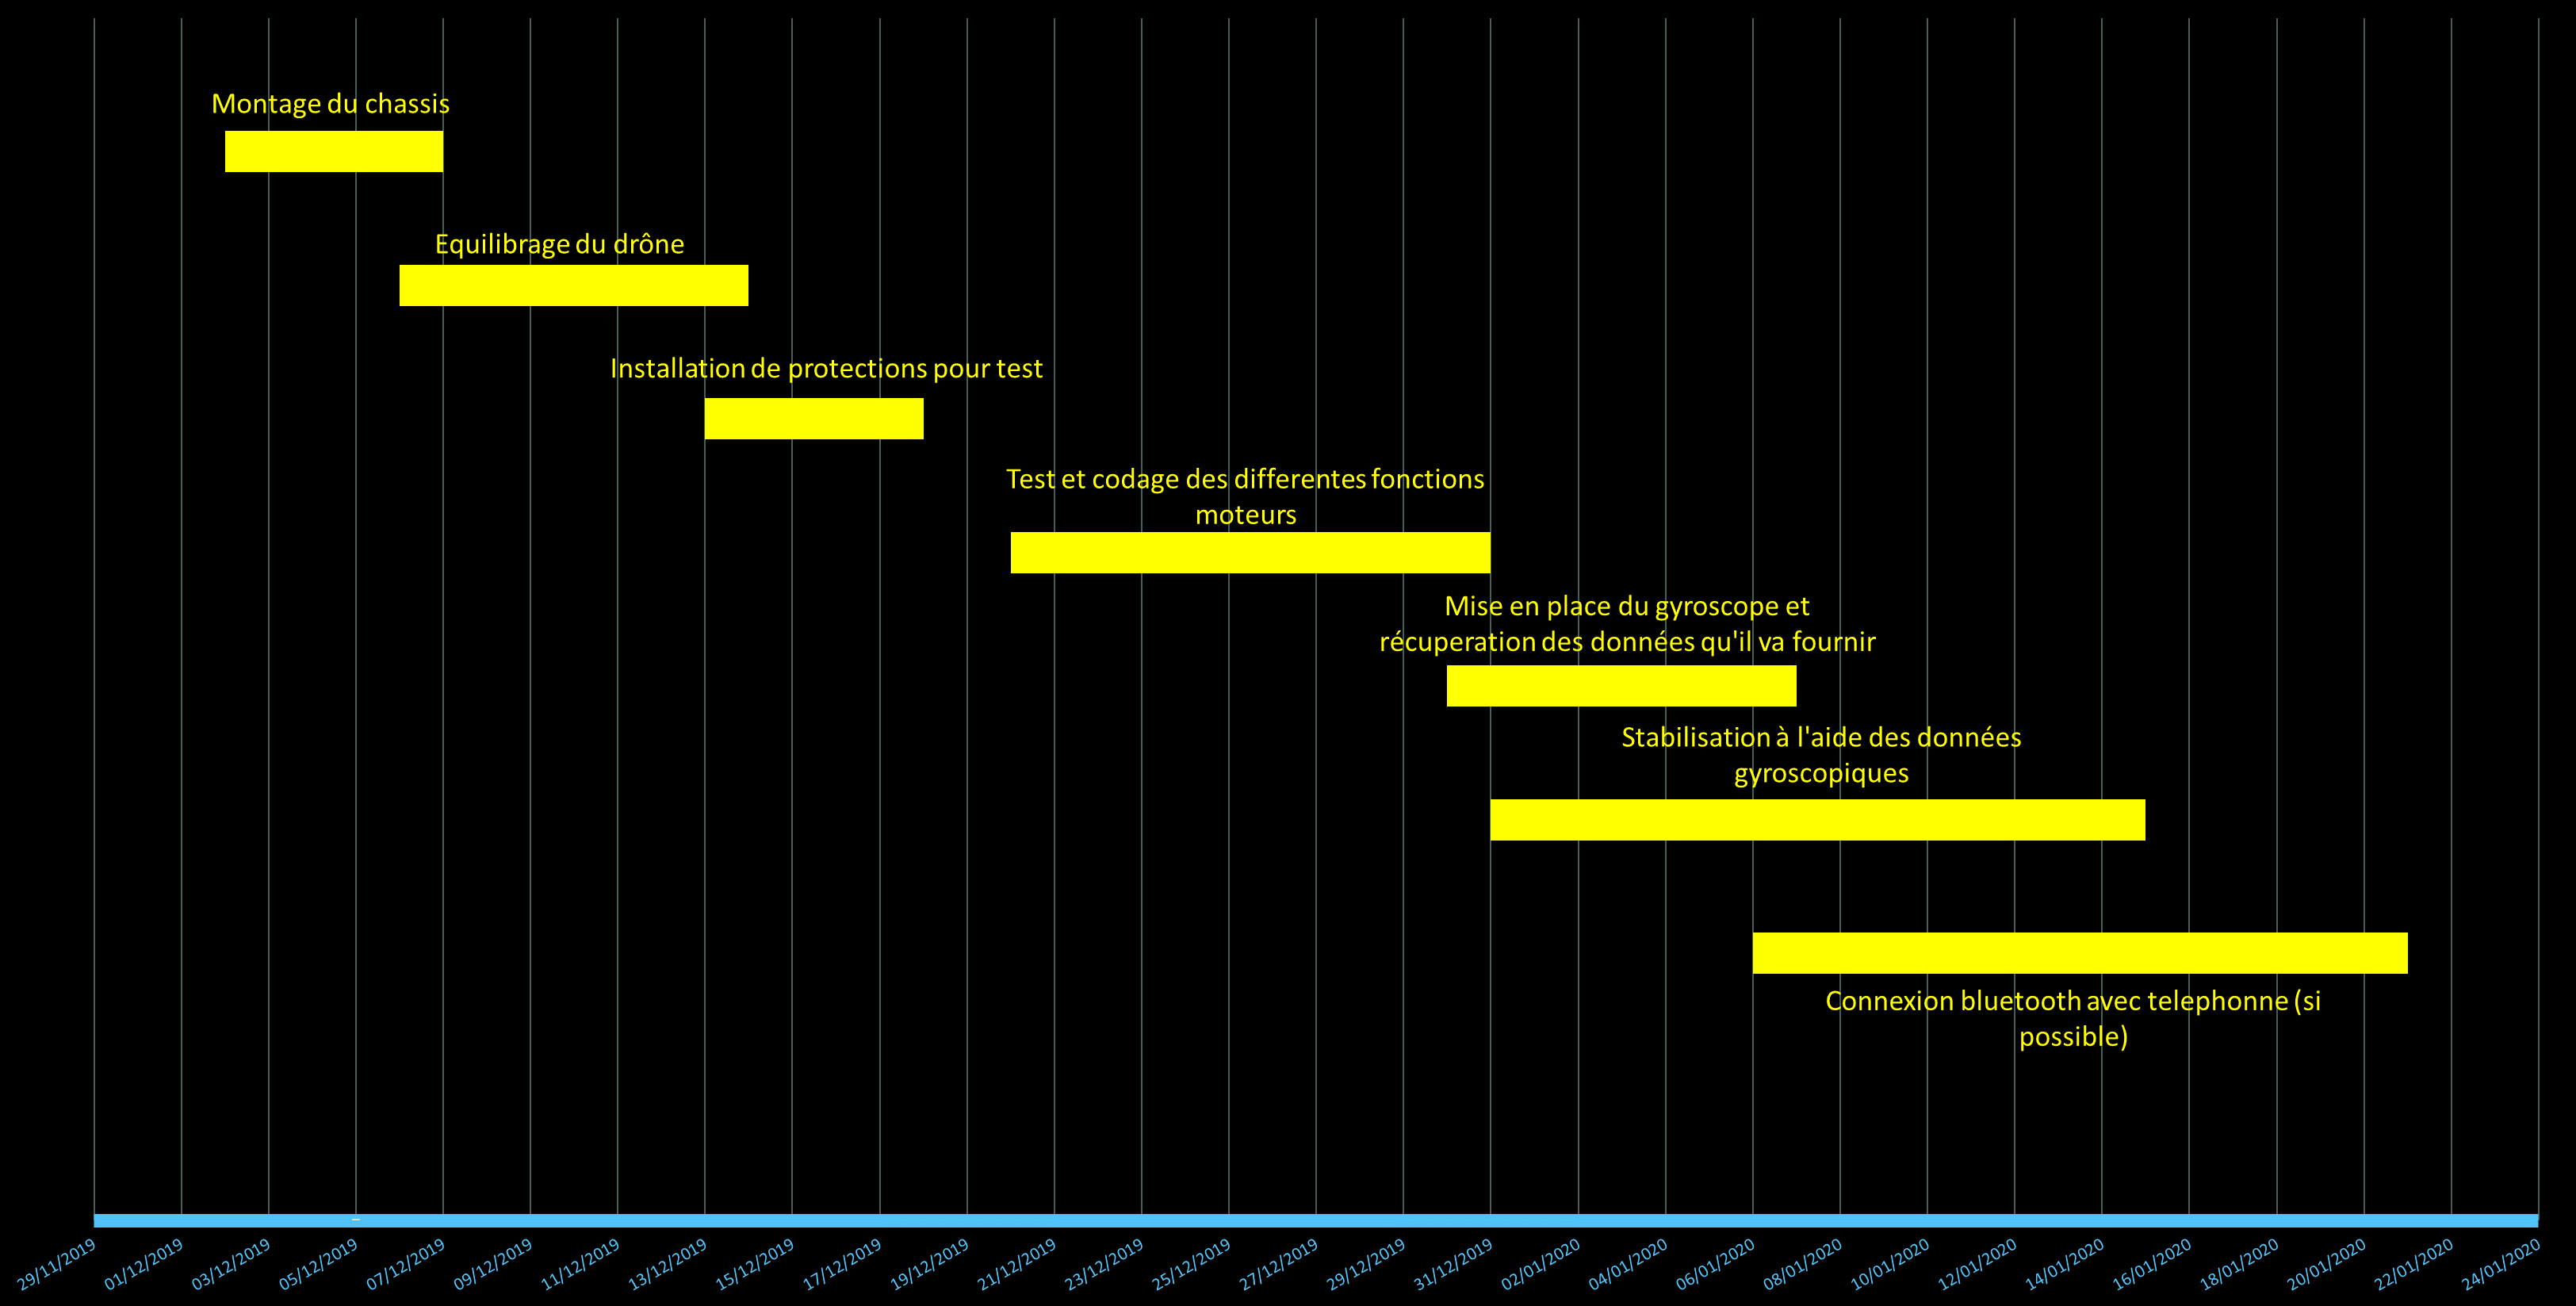 Montage du chassis
Equilibrage du drône
Installation de protections pour test
Test et codage des differentes fonctions
moteurs
Mise en place du gyroscope et
récuperation des données qu'il va fournir
Stabilisation à l'aide des données
gyroscopiques
Connexion bluetooth avec telephonne (si
possible)
29/11/2019
01/12/2019
03/12/2019
05/12/2019
07/12/2019
09/12/2019
11/12/2019
13/12/2019
15/12/2019
17/12/2019
19/12/2019
21/12/2019
23/12/2019
25/12/2019
27/12/2019
29/12/2019
31/12/2019
02/01/2020
04/01/2020
06/01/2020
08/01/2020
10/01/2020
12/01/2020
14/01/2020
16/01/2020
18/01/2020
20/01/2020
22/01/2020
24/01/2020